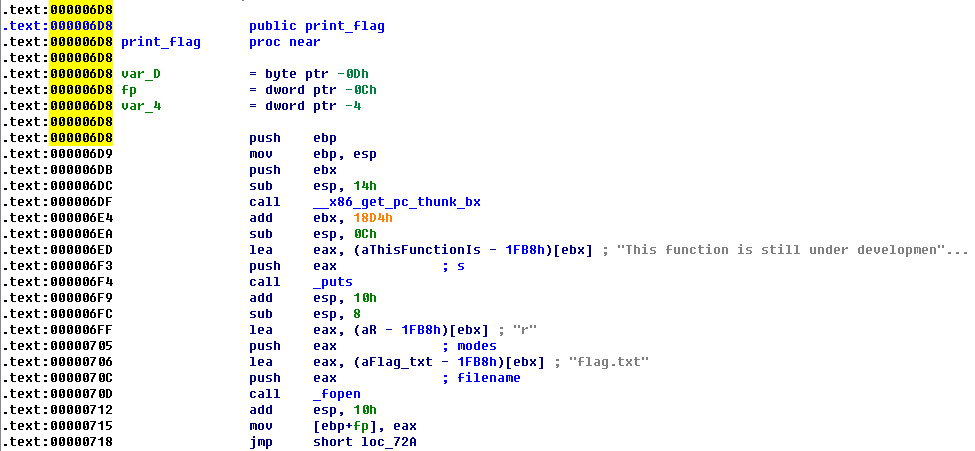 .text:000006D8
.text:000006D8 public print_flag
.text:000006D8 print_flag proc near
.text:000006D8
.text:000006D8 var_D = byte ptr -0Dh
.text:000006D8 fp = dword ptr -0Ch
.text:000006D8 var_4 = dword ptr -4
.text:000006D8
.text:000006D8 push ebp
.text:000006D9 mov ebp, esp
.text:000006DB push ebx
.text:000006DC sub esp, 14h
.text:000006DF call __x86_get_pc_thunk_bx
.text:000006E4 add ebx, 18D4h
.text:000006EA sub esp, 0Ch
.text:000006ED lea eax, (aThisFunctionIs - 1FB8h)[ebx] ; "This function is still under developmen"...
.text:000006F3 push eax ; s
.text:000006F4 call _puts
.text:000006F9 add esp, 10h
.text:000006FC sub esp, 8
.text:000006FF lea eax, (aR - 1FB8h)[ebx] ; "r"
.text:00000705 push eax ; modes
.text:00000706 lea eax, (aFlag_txt - 1FB8h)[ebx] ; "flag.txt"
.text:0000070C push eax ; filename
.text:0000070D call _fopen
.text:00000712 add esp, 10h
.text:00000715 mov [ebp+fp], eax
.text:00000718 jmp short loc_72A